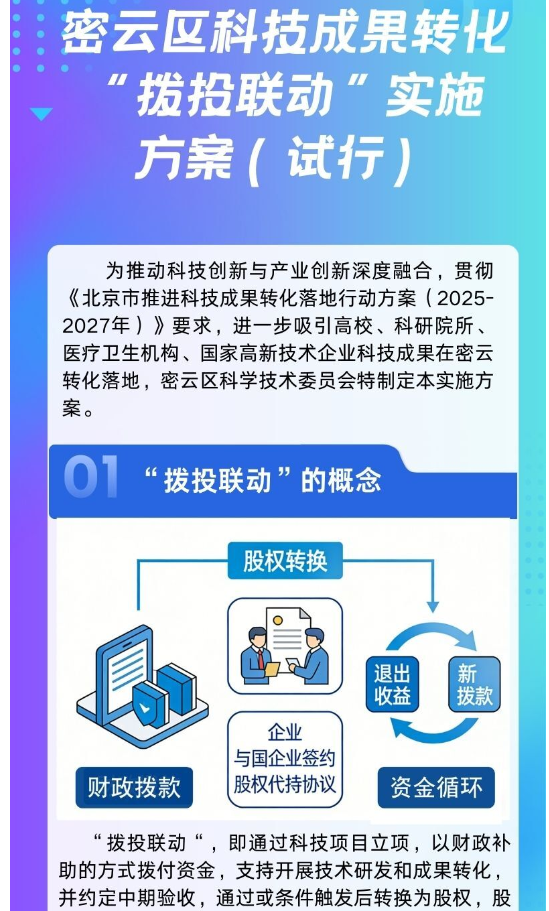 密云区科技成果转化
“拨投联动”实施
方案(试行)
为推动科技创新与产业创新深度融合，贯彻
《北京市推进科技成果转化落地行动方案（2025-
2027年）》要求，进一步吸引高校、科研院所、
医疗卫生机构、国家高新技术企业科技成果在密云
转化落地，密云区科学技术委员会特制定本实施方
案。
01 “拨投联动”的概念
股权转换
退出
收益
新
拨款
企业
与国企业签约
股权代持协议
财政拨款
资金循环
“拨投联动“，即通过科技项目立项，以财政补
助的方式拨付资金，支持开展技术研发和成果转化，
并约定中期验收，通过或条件触发后转换为股权，股